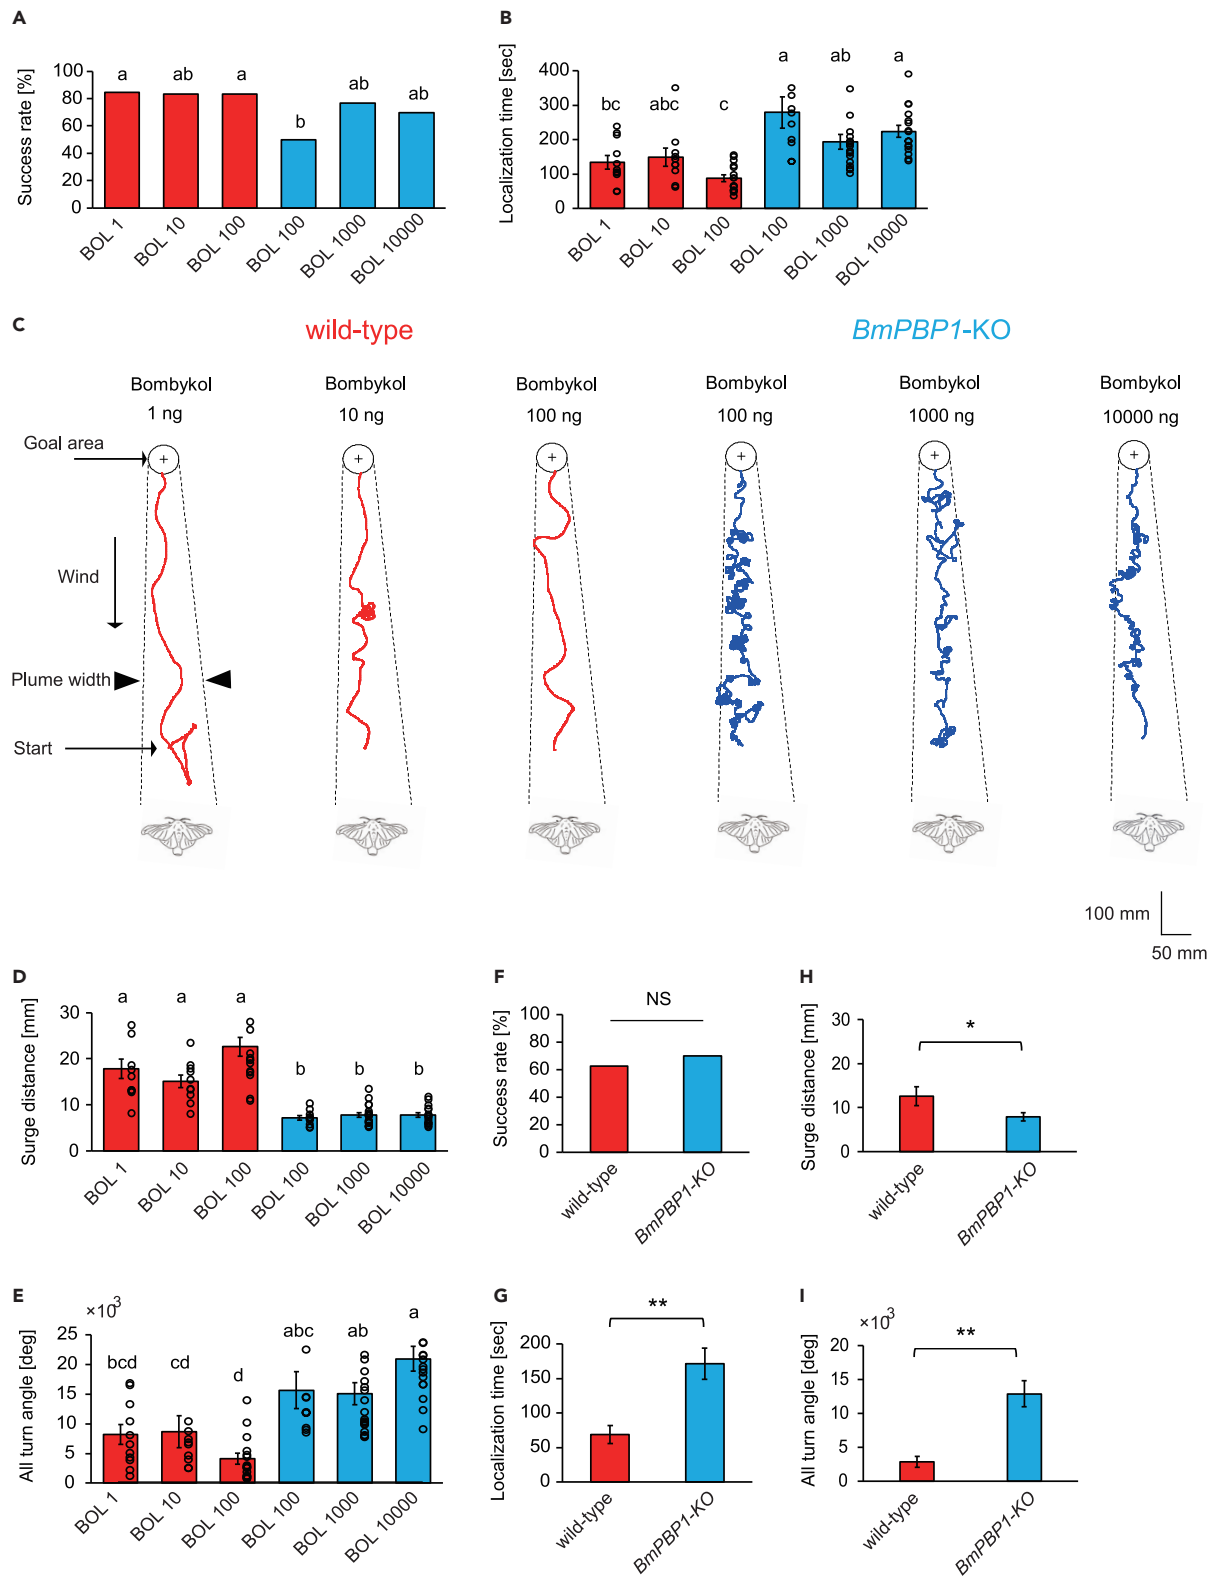 A
Success rate [%]
100
80
60
40
20
0
a
ab
a
b
ab
ab
BOL 1
BOL 10
BOL 100
BOL 100
BOL 1000
BOL 10000
B
Localization time [sec]
400
300
200
100
0
bc
abc
c
a
ab
a
BOL 1
BOL 10
BOL 100
BOL 100
BOL 1000
BOL 10000
C
wild-type
BmPBP1-KO
Bombykol
1 ng
Bombykol
10 ng
Bombykol
100 ng
Bombykol
100 ng
Bombykol
1000 ng
Bombykol
10000 ng
Goal area
Wind
Plume width
Start
100 mm
50 mm
D
Surge distance [mm]
30
20
10
0
a
a
a
b
b
b
BOL 1
BOL 10
BOL 100
BOL 100
BOL 1000
BOL 10000
F
Success rate [%]
100
80
60
40
20
0
NS
wild-type
BmPBP1-KO
H
Surge distance [mm]
30
20
10
0
*
wild-type
BmPBP1-KO
E
×10³
All turn angle [deg]
25
20
15
10
5
0
bcd
cd
d
abc
ab
a
BOL 1
BOL 10
BOL 100
BOL 100
BOL 1000
BOL 10000
G
Localization time [sec]
200
150
100
50
0
**
wild-type
BmPBP1-KO
I
×10³
All turn angle [deg]
20
15
10
5
0
**
wild-type
BmPBP1-KO